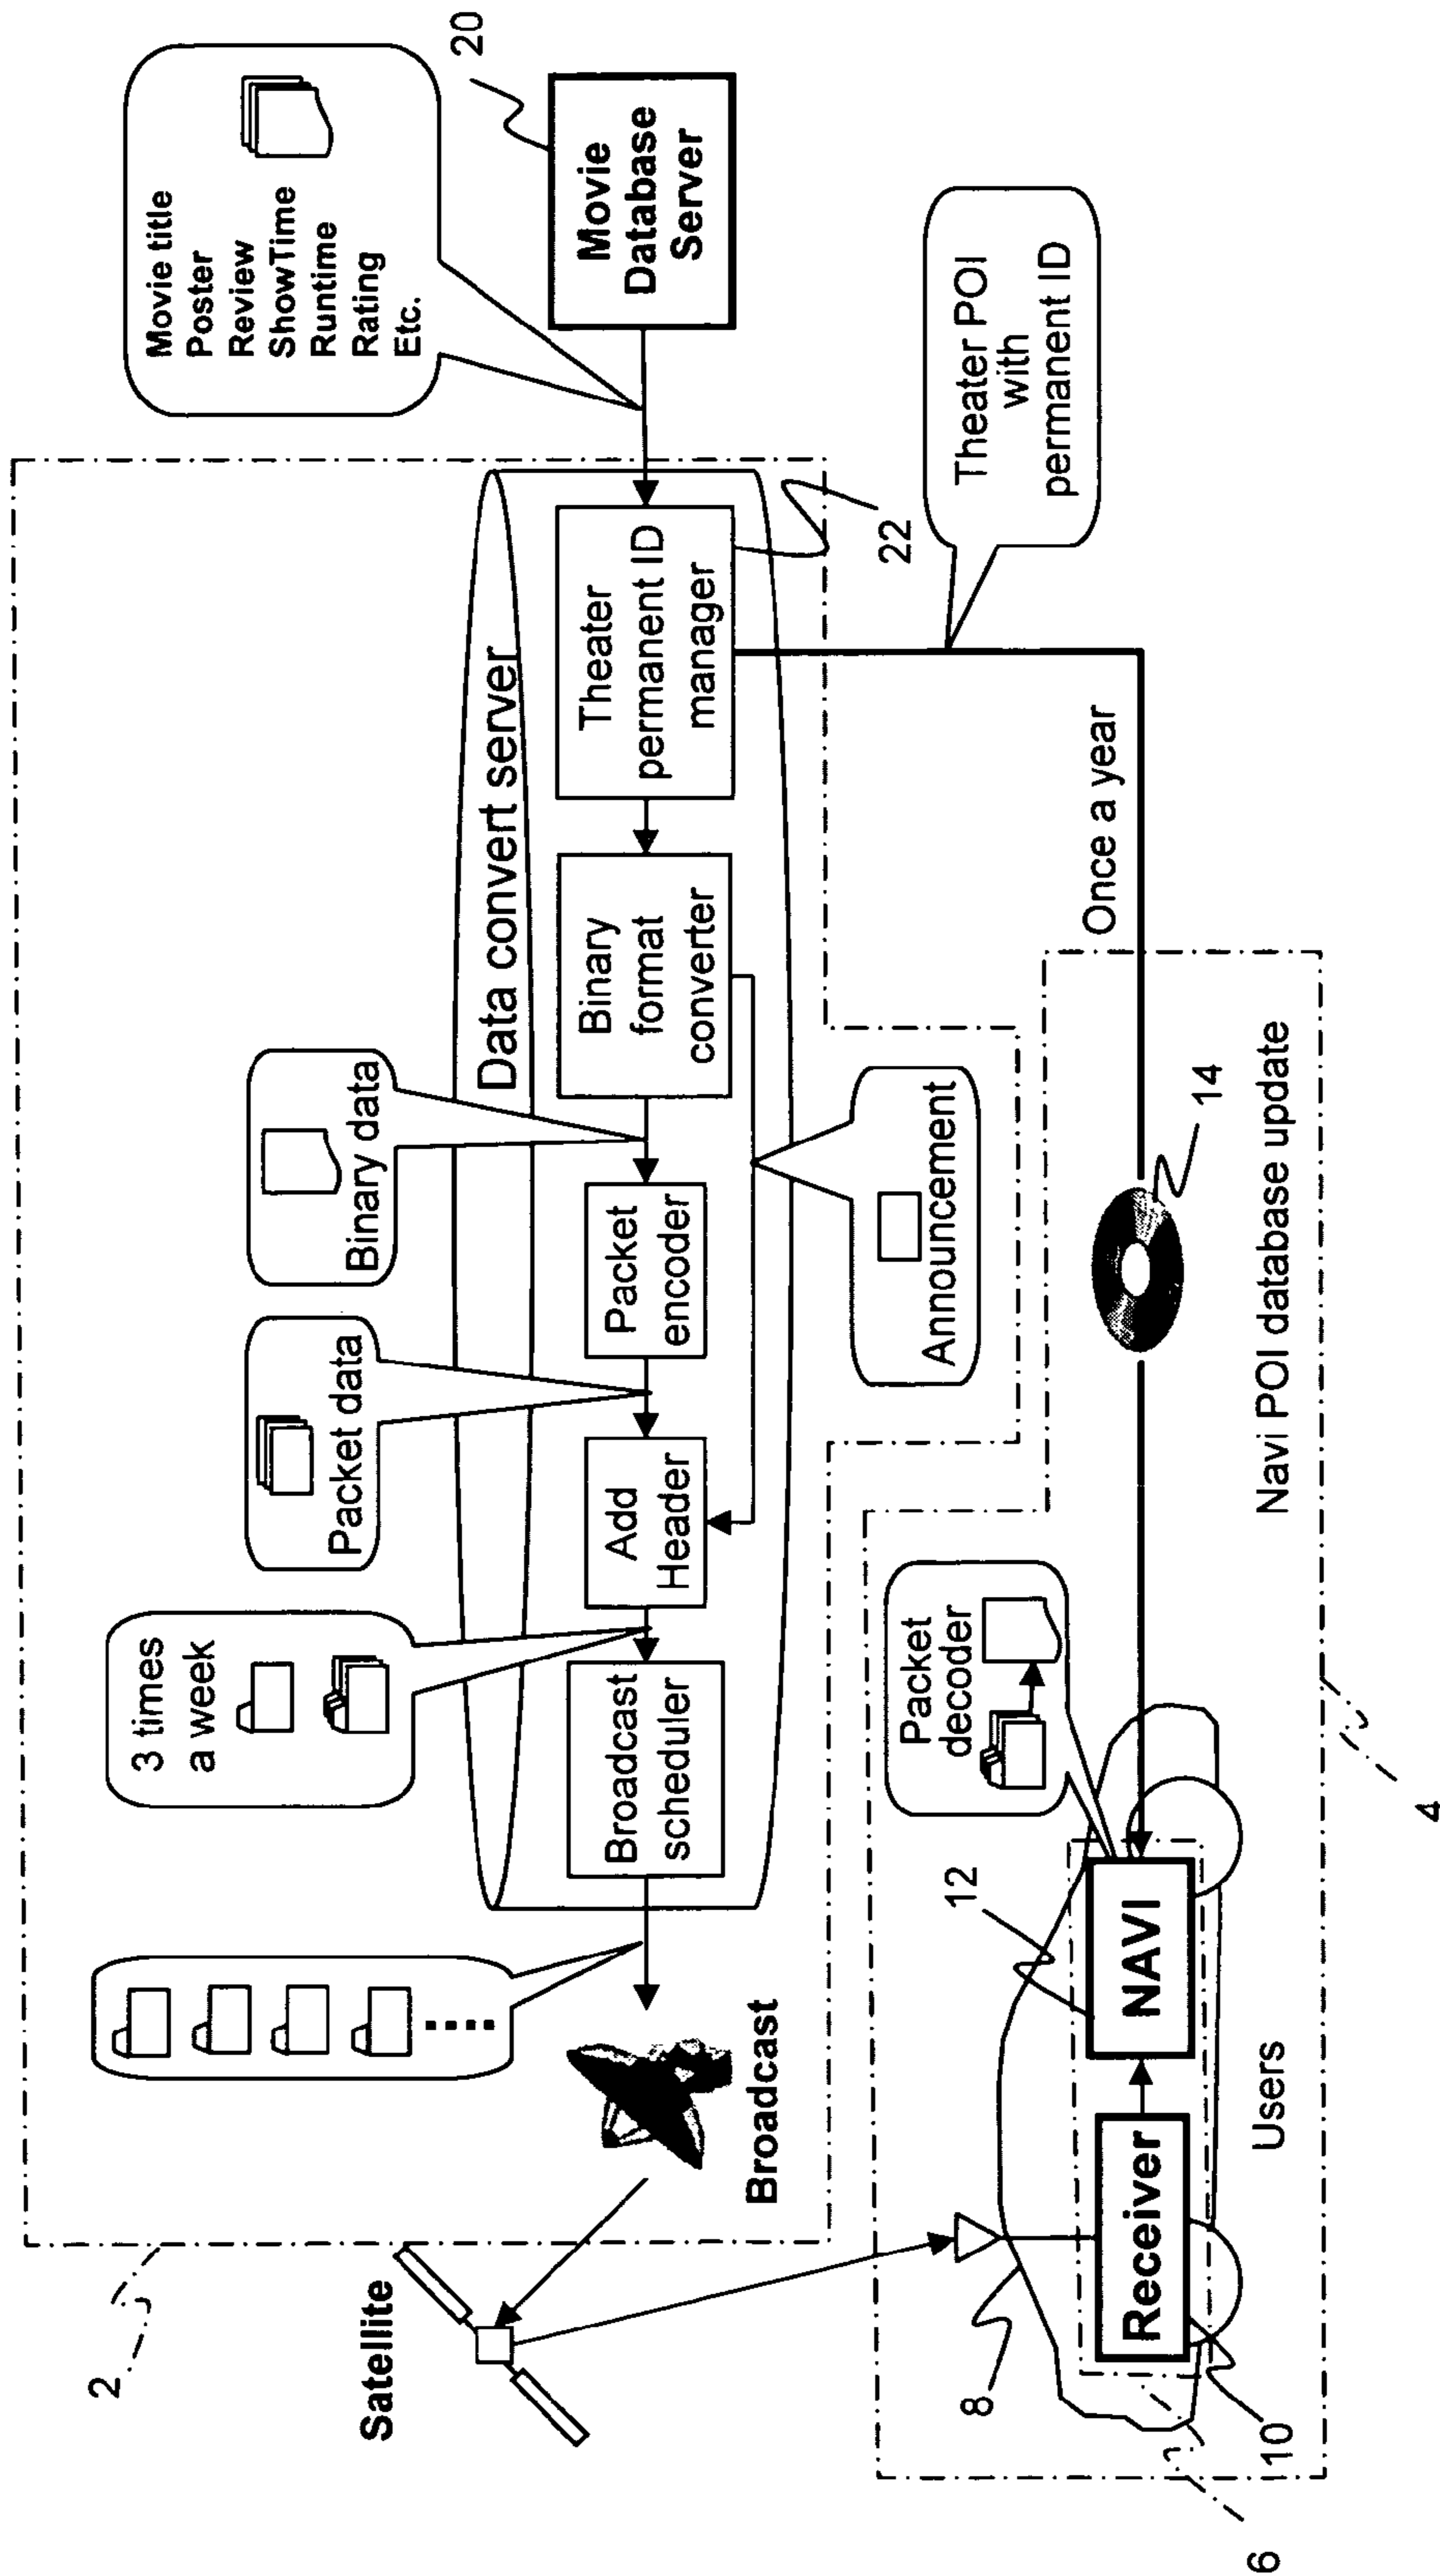 Movie title
Poster
Review
ShowTime
Runtime
Rating
Etc.
20
Movie
Database
Server
Data convert server
Theater
permanent ID
manager
22
Theater POI
with
permanent ID
Once a year
Binary
format
converter
Binary data
Packet
encoder
Packet data
Announcement
Add
Header
3 times
a week
Broadcast
scheduler
Broadcast
Satellite
2
Packet
decoder
12
NAVI
Receiver
8
10
6
Users
Navi POI database update
14
4